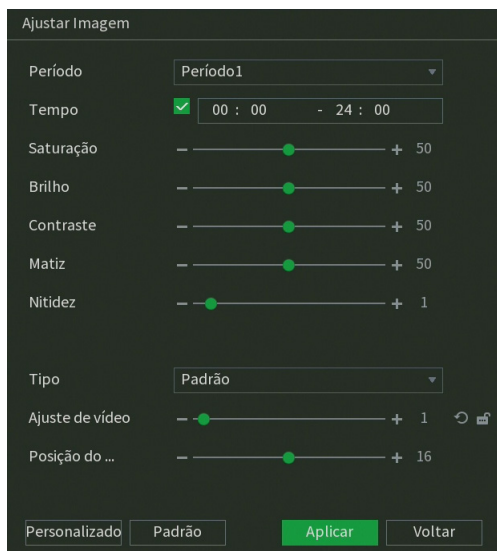 Ajustar Imagem
Período Período1
Tempo 00 : 00 - 24 : 00
Saturação 50
Brilho 50
Contraste 50
Matiz 50
Nitidez 1
Tipo Padrão
Ajuste de vídeo 1
Posição do ... 16
Personalizado Padrão Aplicar Voltar